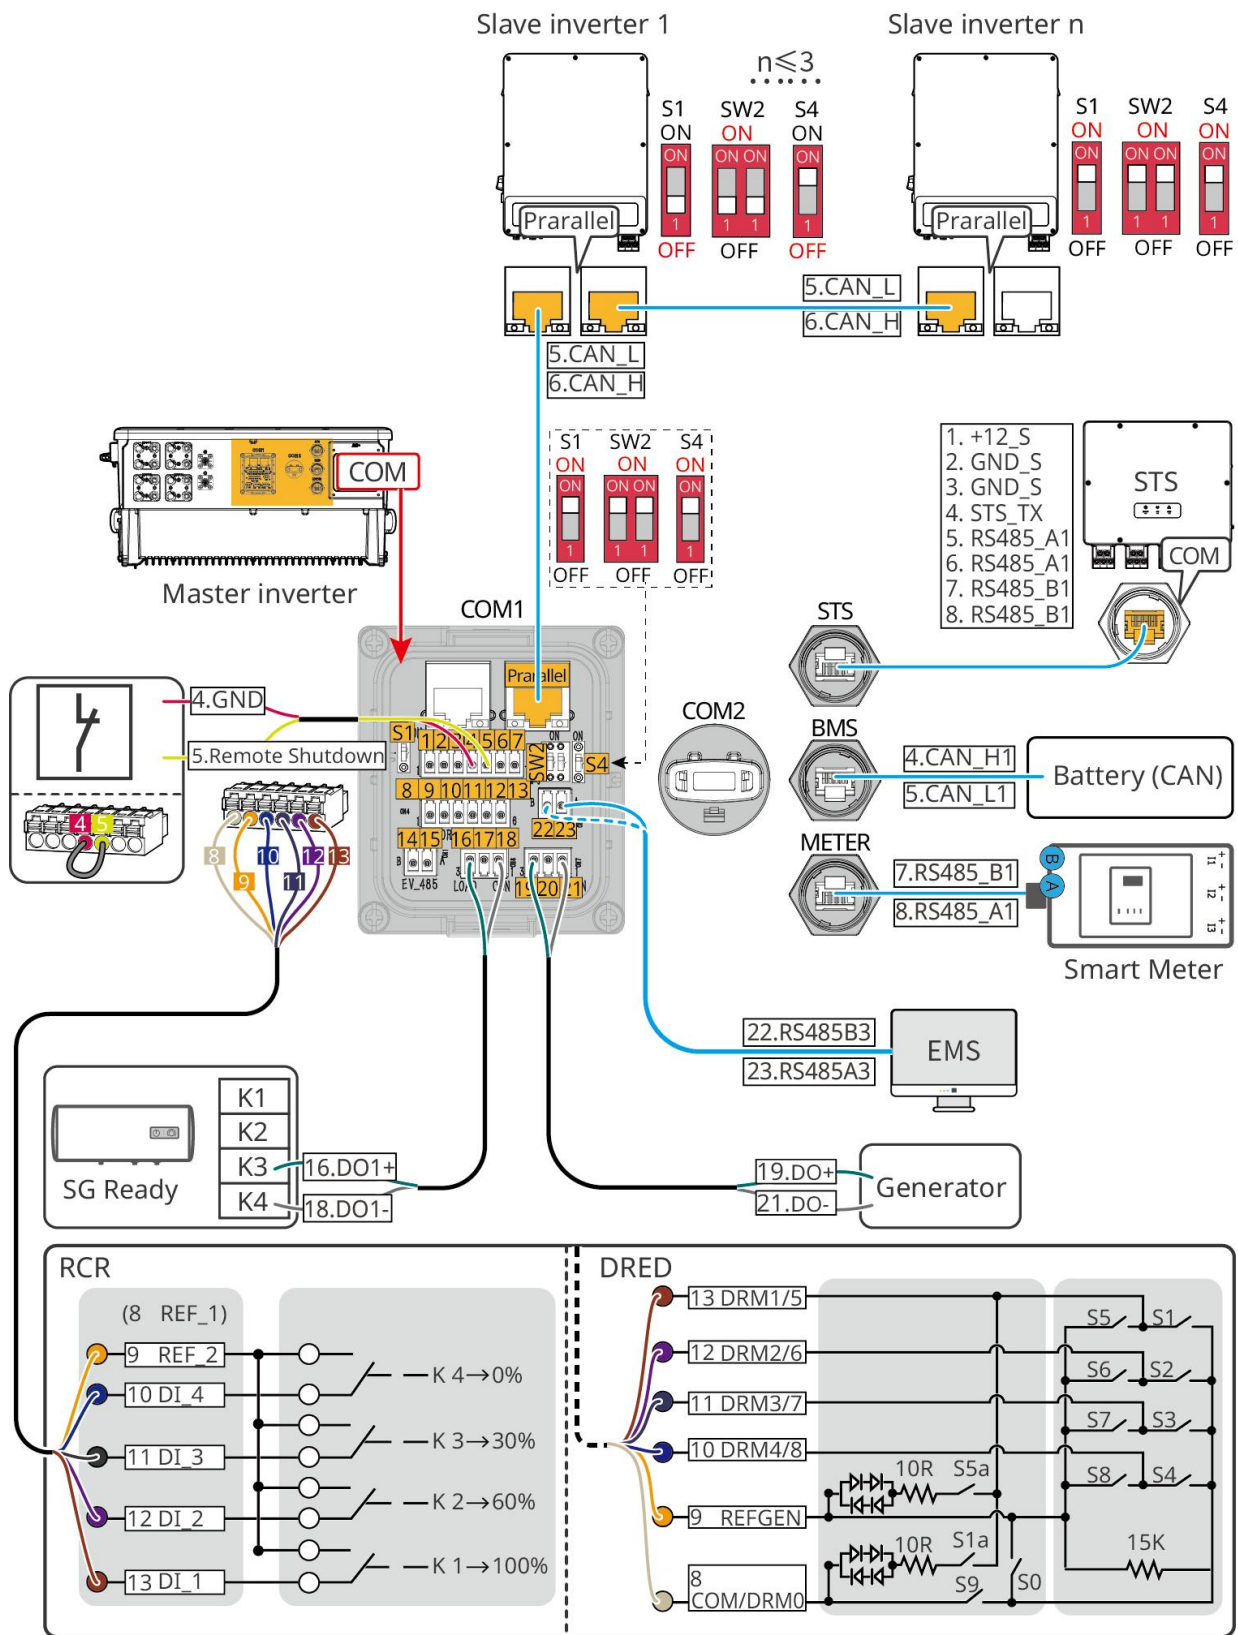 Slave inverter 1
Slave inverter n
n≤3
S1 SW2 S4
ON ON ON
ON ON ON ON
1 1 1 1
OFF OFF OFF
S1 SW2 S4
ON ON ON
ON ON ON ON
1 1 1 1
OFF OFF OFF
Prarallel
Prarallel
5.CAN_L
6.CAN_H
5.CAN_L
6.CAN_H
COM
Master inverter
S1 SW2 S4
ON ON ON
ON ON ON ON
1 1 1 1
OFF OFF OFF
1. +12_S
2. GND_S
3. GND_S
4. STS_TX
5. RS485_A1
6. RS485_A1
7. RS485_B1
8. RS485_B1
STS
COM
COM1
STS
Prarallel
4.GND
5.Remote Shutdown
S1
1 2 3 4 5 6 7
ON ON
SW2
S4
8 9 10 11 12 13
22 23
14 15 16 17 18
B
EV_485
LOAD
19 20 21
COM2
BMS
4.CAN_H1
5.CAN_L1
Battery (CAN)
METER
7.RS485_B1
8.RS485_A1
B
A
I1 + -
I2 + -
I3 + -
Smart Meter
4 5
8 9 10 11 12 13
22.RS485B3
23.RS485A3
EMS
SG Ready
K1
K2
K3
K4
16.DO1+
18.DO1-
19.DO+
21.DO-
Generator
RCR
(8 REF_1)
9 REF_2
10 DI_4
11 DI_3
12 DI_2
13 DI_1
K 4→0%
K 3→30%
K 2→60%
K 1→100%
DRED
13 DRM1/5
12 DRM2/6
11 DRM3/7
10 DRM4/8
9 REFGEN
8
COM/DRM0
S5 S1
S6 S2
S7 S3
S8 S4
10R S5a
10R S1a
S9 S0
15K